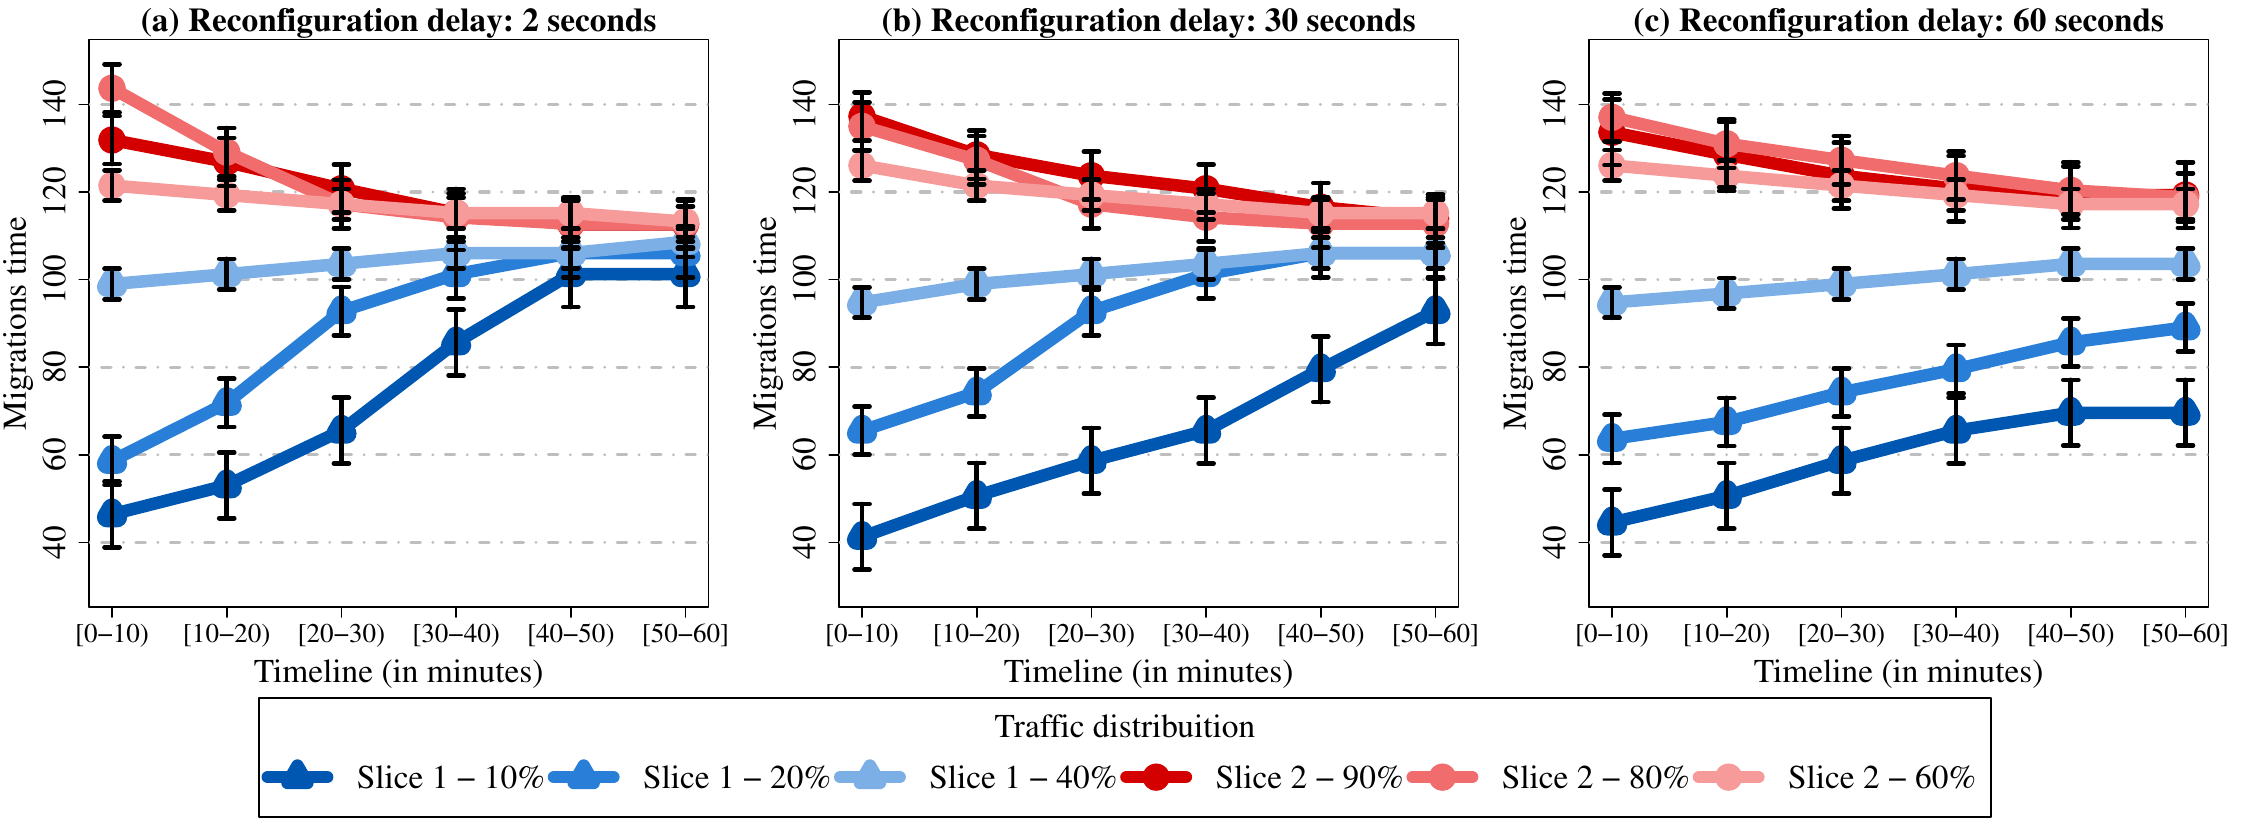 (a) Reconfiguration delay: 2 seconds
Migrations time
140
120
100
80
60
40
[0–10) [10–20) [20–30) [30–40) [40–50) [50–60]
Timeline (in minutes)
(b) Reconfiguration delay: 30 seconds
Migrations time
140
120
100
80
60
40
[0–10) [10–20) [20–30) [30–40) [40–50) [50–60]
Timeline (in minutes)
(c) Reconfiguration delay: 60 seconds
Migrations time
140
120
100
80
60
40
[0–10) [10–20) [20–30) [30–40) [40–50) [50–60]
Timeline (in minutes)
Traffic distribuition
Slice 1 – 10% Slice 1 – 20% Slice 1 – 40% Slice 2 – 90% Slice 2 – 80% Slice 2 – 60%